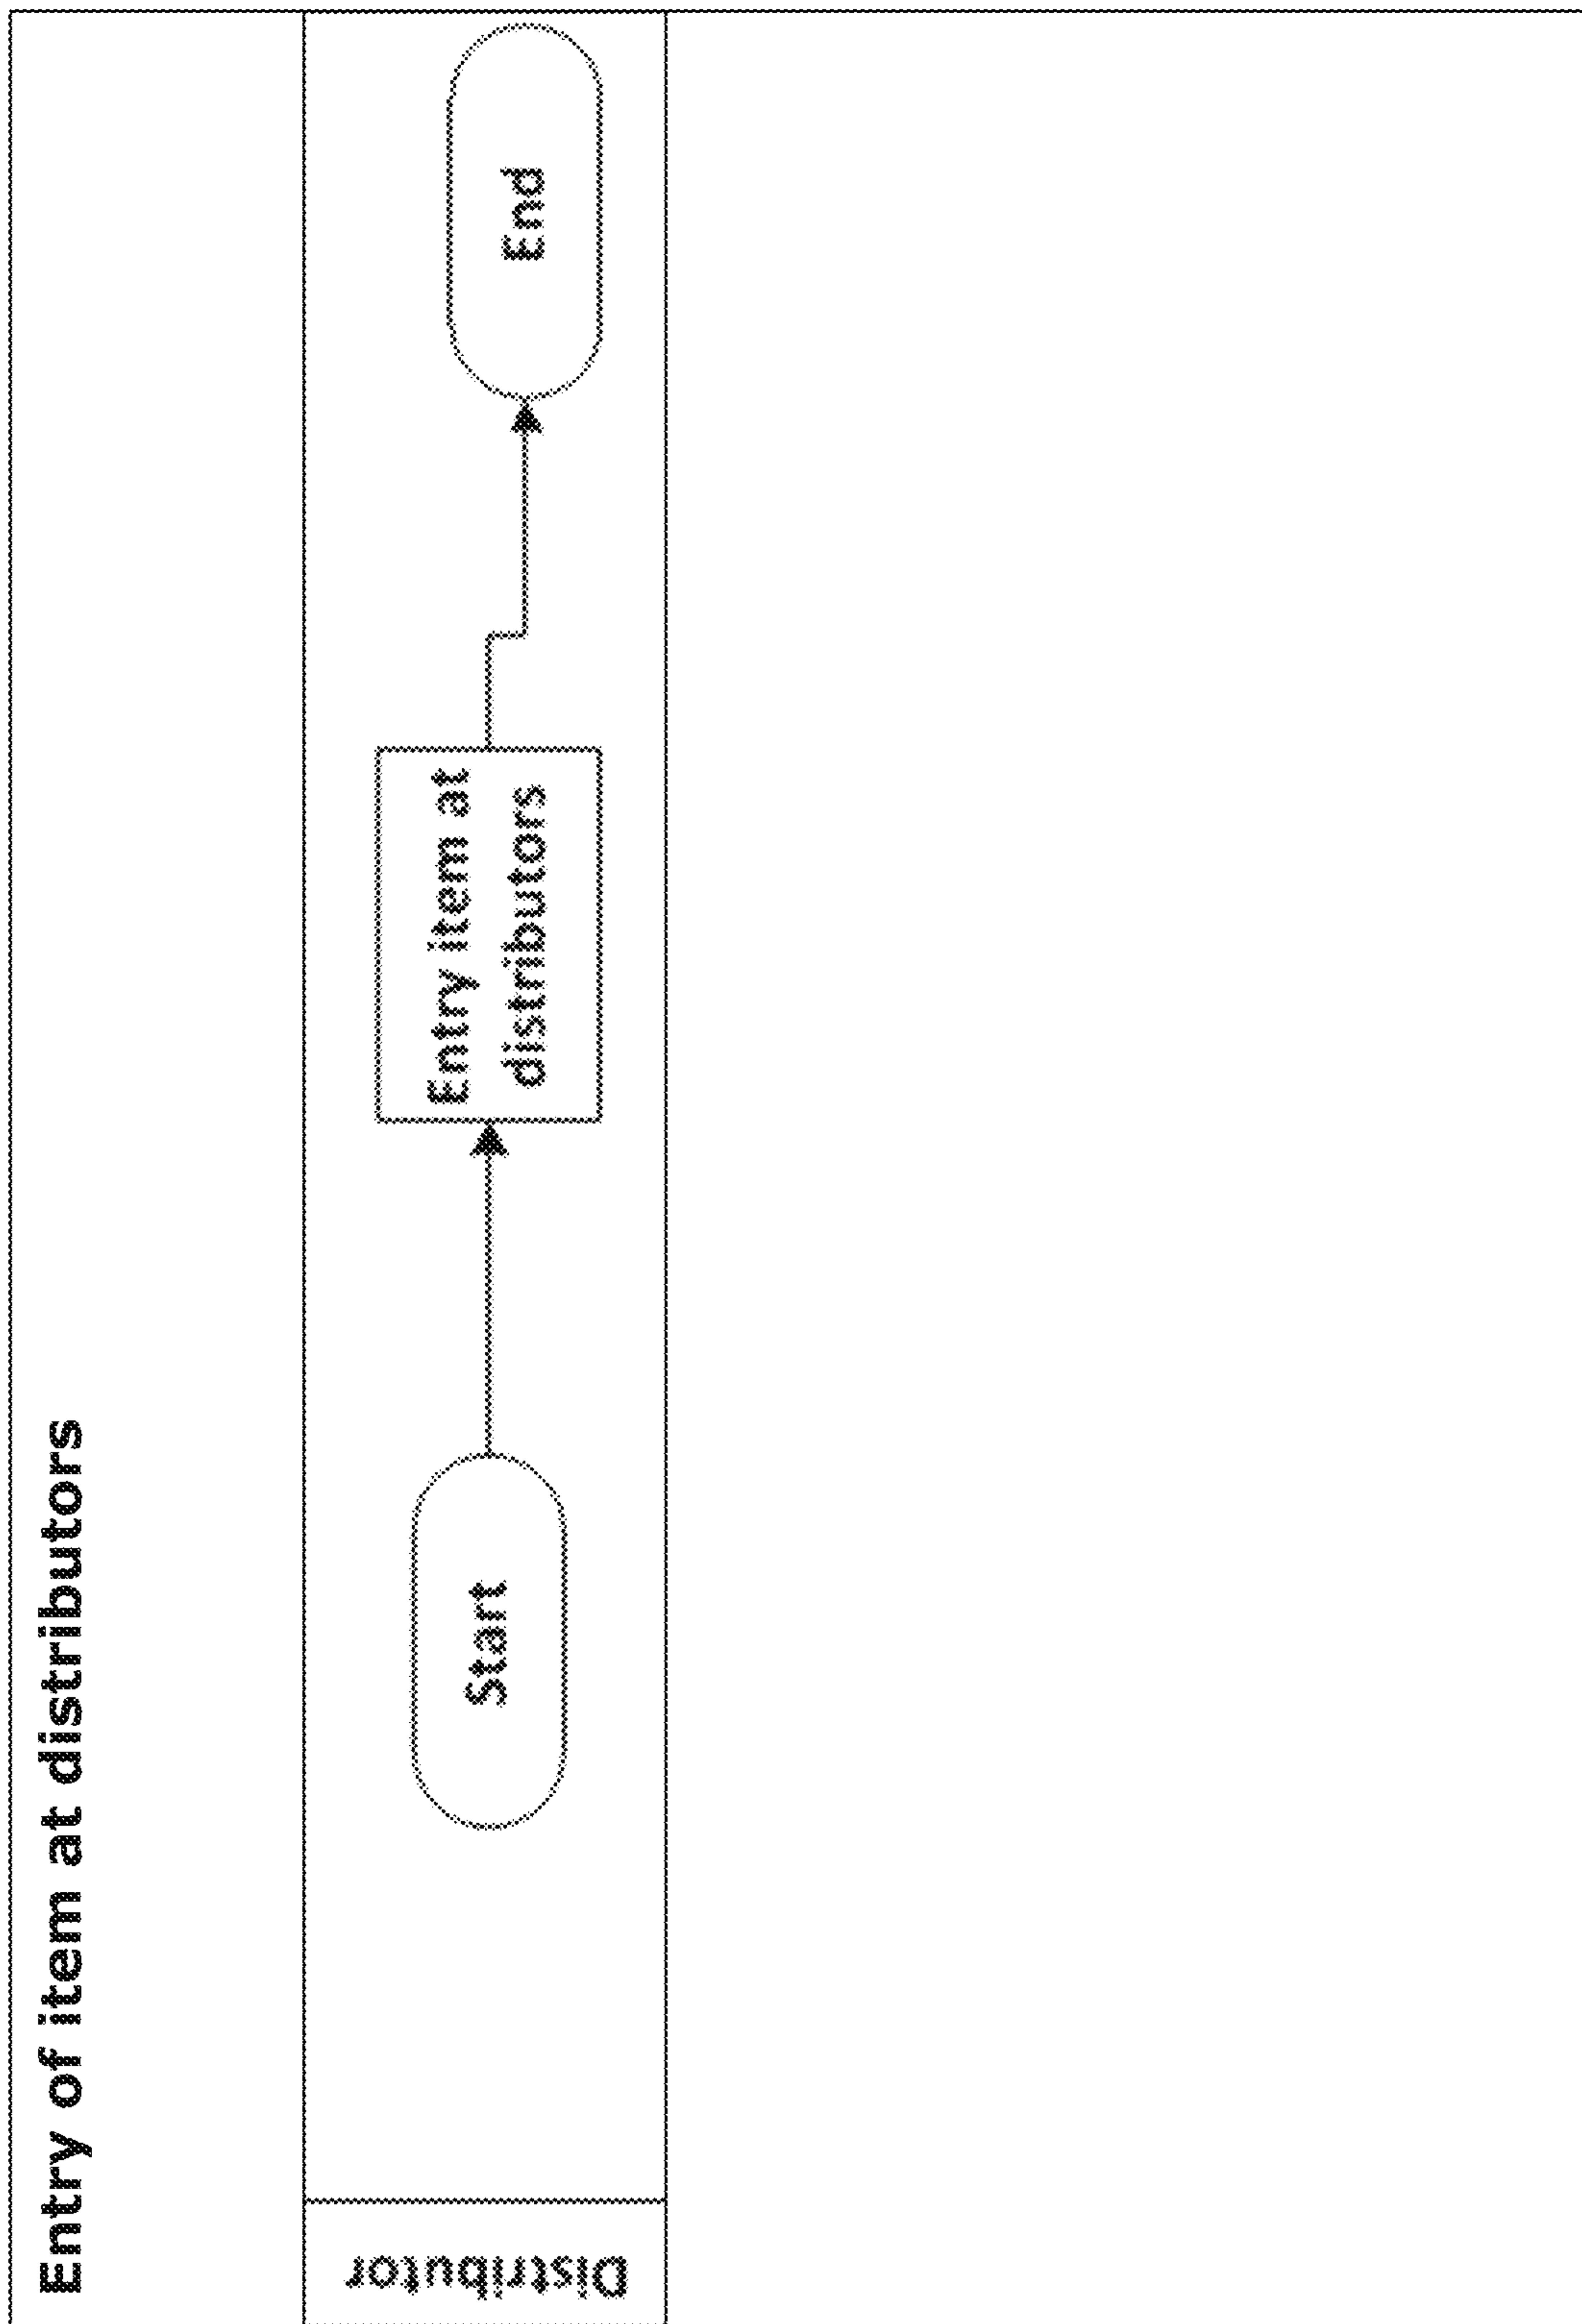 Entry of item at distributors
Distributor
Start
Entry item at
distributors
End